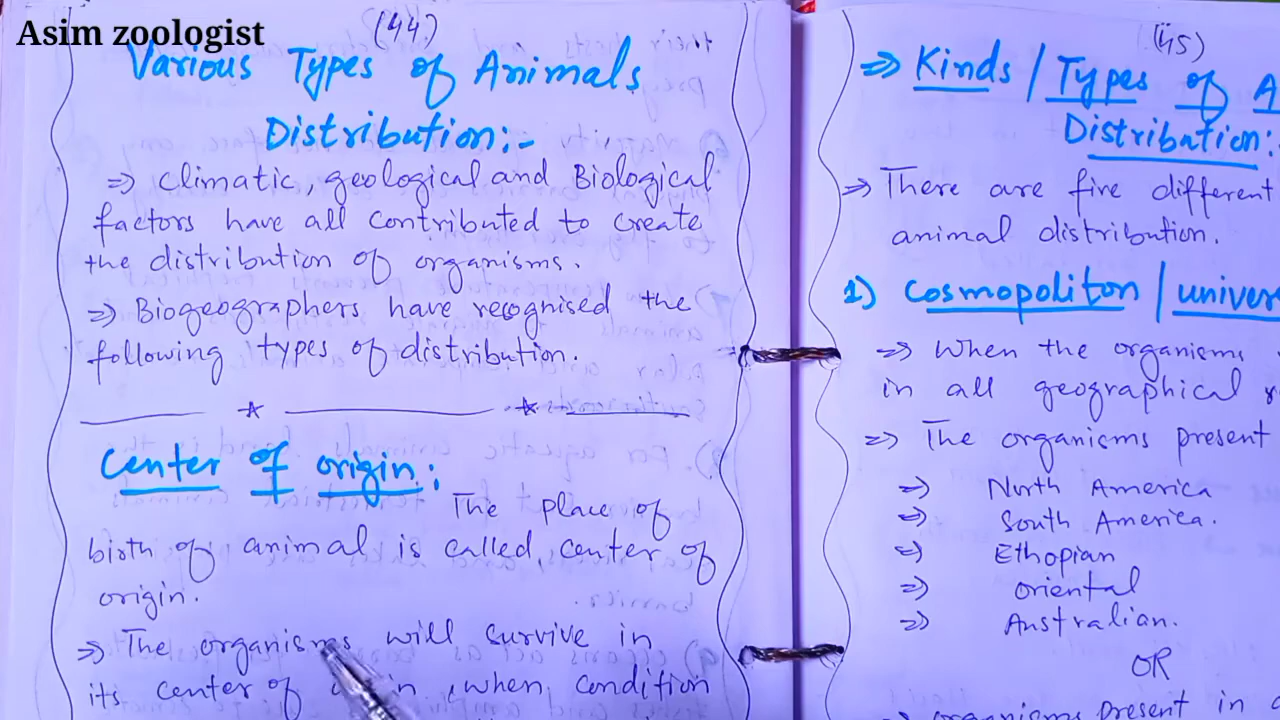 Asim zoologist
(44)
Various Types of Animals
Distribution:-
⇒ Climatic, geological and Biological
factors have all contributed to create
the distribution of organisms.
⇒ Biogeographers have recognised the
following types of distribution.
Center of origin:
The place of
birth of animal is called, center of
origin.
⇒ The organisms will survive in
its center of , when, condition
(45)
⇒ Kinds / Types of A
Distribution:
⇒ There are five different
animal distribution.
1) Cosmopoliton / univer
⇒ When the organisms
in all geographical
⇒ The organisms present
⇒ North America
⇒ South America.
⇒ Ethopian
⇒ oriental
⇒ Australian.
OR
⇒ organisms present in